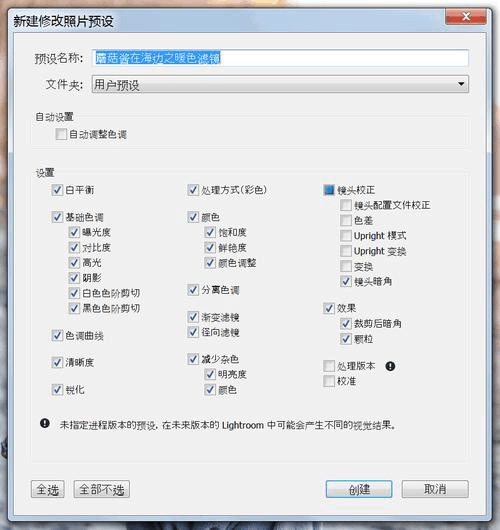 新建修改照片预设
预设名称: 蘑菇酱在海边之暖色滤镜
文件夹: 用户预设
自动设置
自动调整色调
设置
白平衡
基础色调
曝光度
对比度
高光
阴影
白色色阶剪切
黑色色阶剪切
色调曲线
清晰度
锐化
处理方式(彩色)
颜色
饱和度
鲜艳度
颜色调整
分离色调
渐变滤镜
径向滤镜
减少杂色
明亮度
颜色
镜头校正
镜头配置文件校正
色差
Upright 模式
Upright 变换
变换
镜头暗角
效果
裁剪后暗角
颗粒
处理版本
校准
未指定进程版本的预设, 在未来版本的 Lightroom 中可能会产生不同的视觉结果。
全选 全部不选 创建 取消